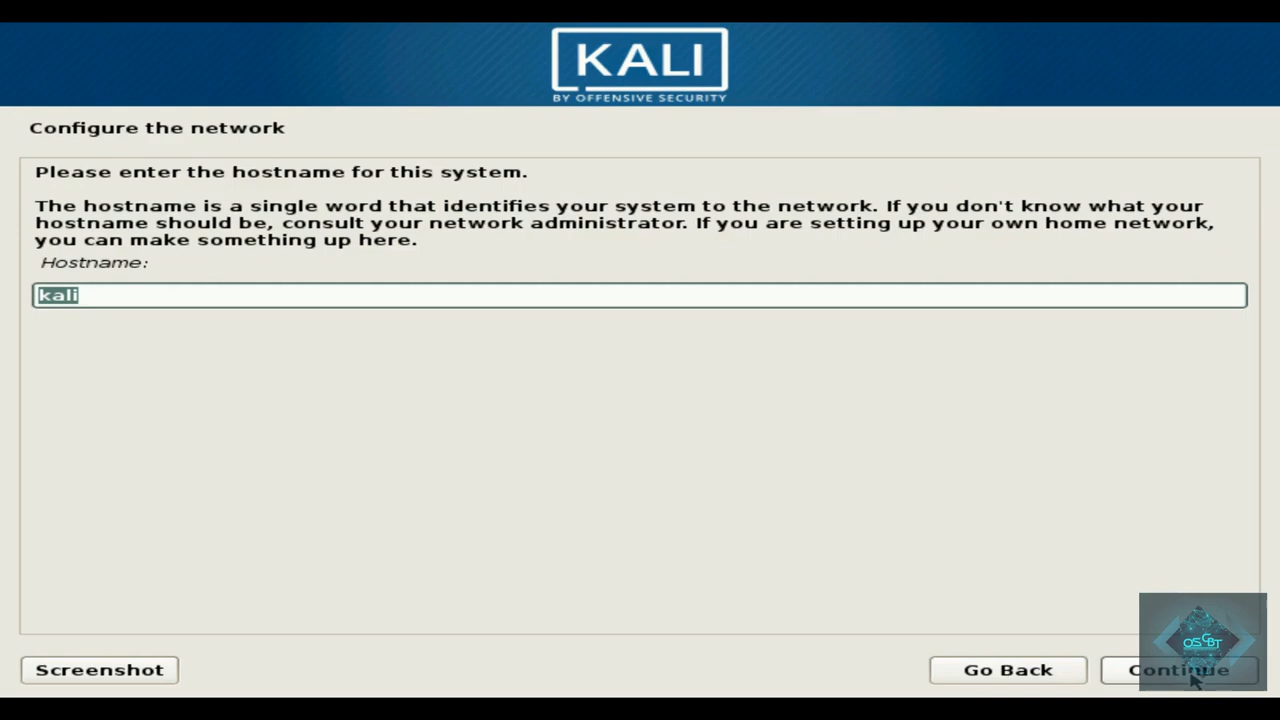 KALI
BY OFFENSIVE SECURITY
Configure the network
Please enter the hostname for this system.
The hostname is a single word that identifies your system to the network. If you don't know what your
hostname should be, consult your network administrator. If you are setting up your own home network,
you can make something up here.
Hostname:
kali
OSCBT
Screenshot
Go Back
Continue